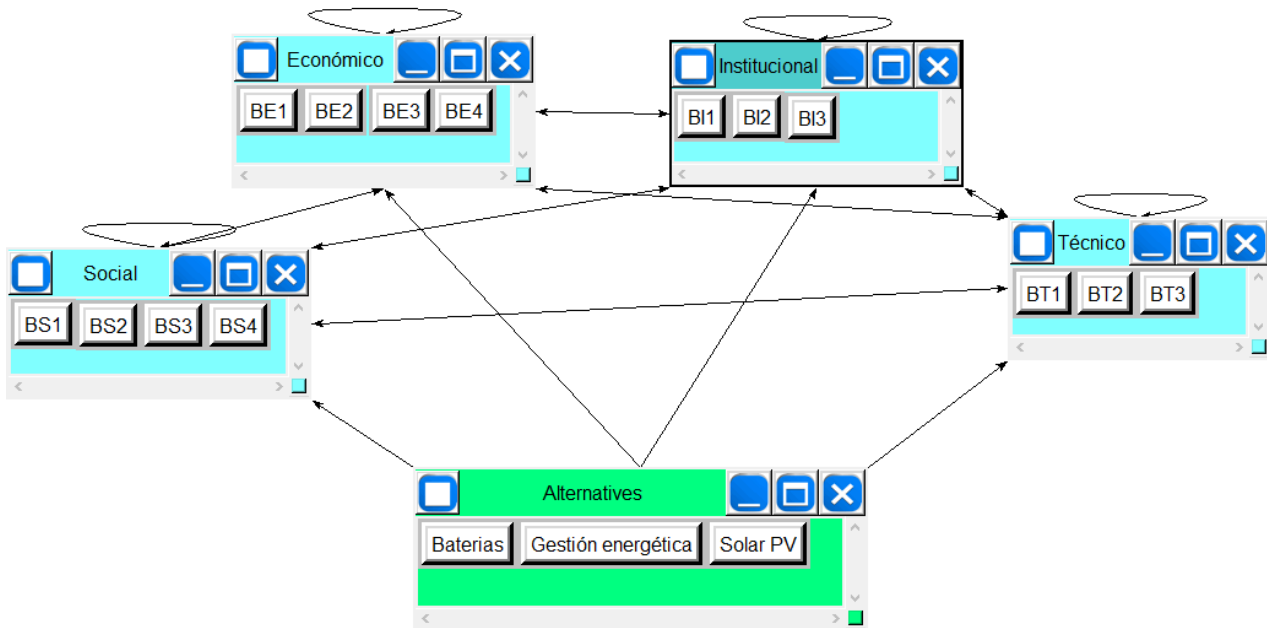 Económico
BE1 BE2 BE3 BE4
Institucional
BI1 BI2 BI3
Social
BS1 BS2 BS3 BS4
Técnico
BT1 BT2 BT3
Alternatives
Baterias Gestión energética Solar PV